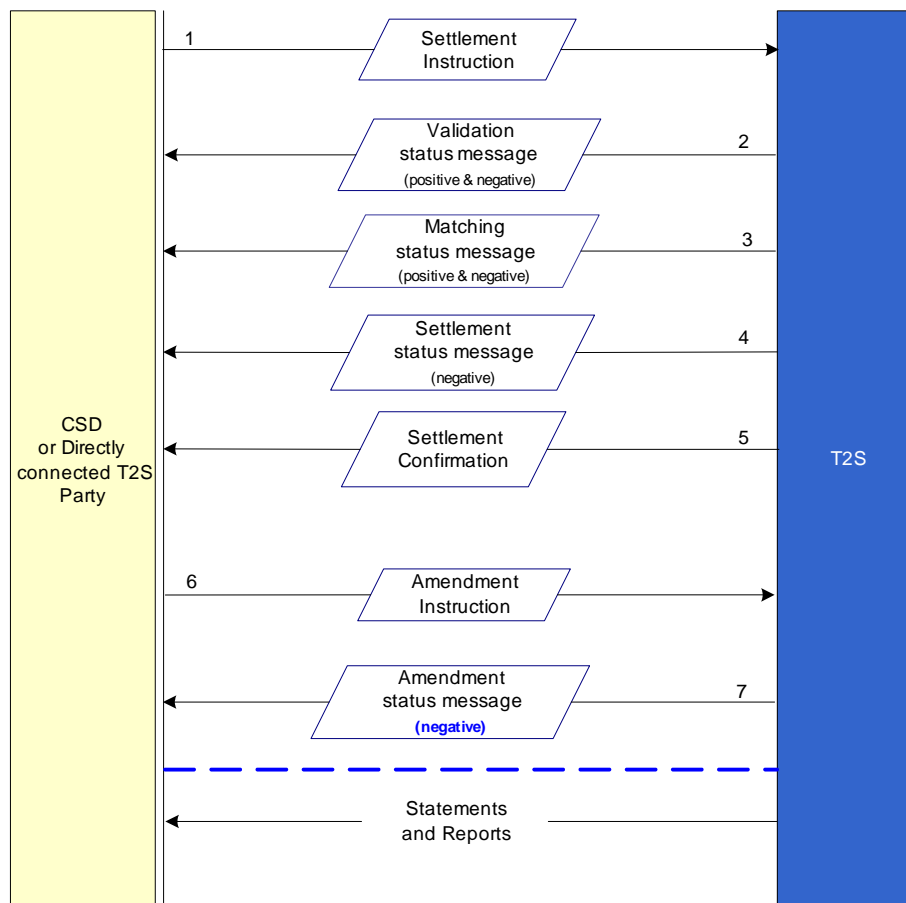 1
Settlement
Instruction
Validation
status message
(positive & negative)
2
Matching
status message
(positive & negative)
3
Settlement
status message
(negative)
4
CSD
or Directly
connected T2S
Party
Settlement
Confirmation
5
T2S
6
Amendment
Instruction
Amendment
status message
(negative)
7
Statements
and Reports